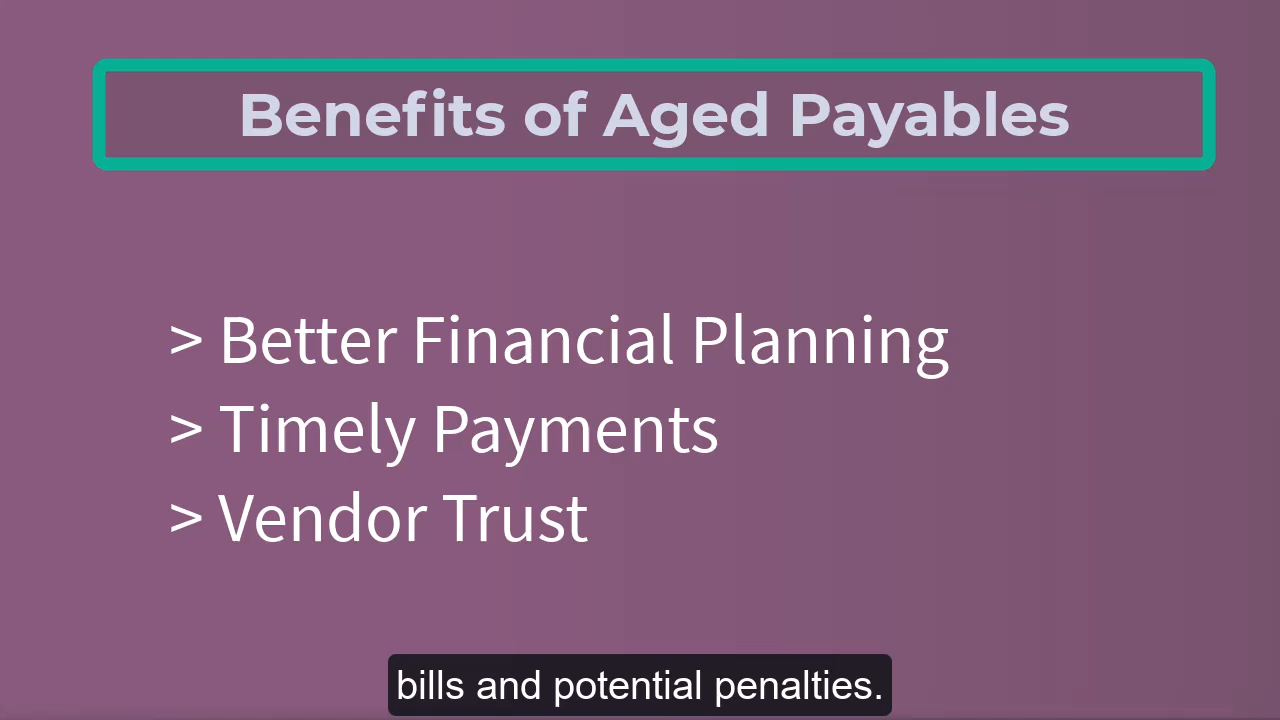 Benefits of Aged Payables
> Better Financial Planning
> Timely Payments
> Vendor Trust
bills and potential penalties.